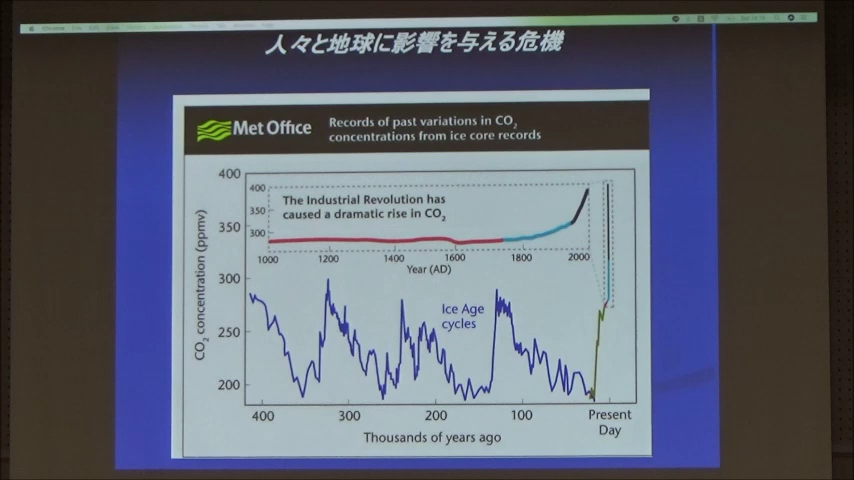 人々と地球に影響を与える危機
Met Office
Records of past variations in CO₂
concentrations from ice core records
400
350
300
250
200
CO₂ concentration (ppmv)
400
350
300
The Industrial Revolution has
caused a dramatic rise in CO₂
1000 1200 1400 1600 1800 2000
Year (AD)
Ice Age
cycles
400 300 200 100 Present
Day
Thousands of years ago